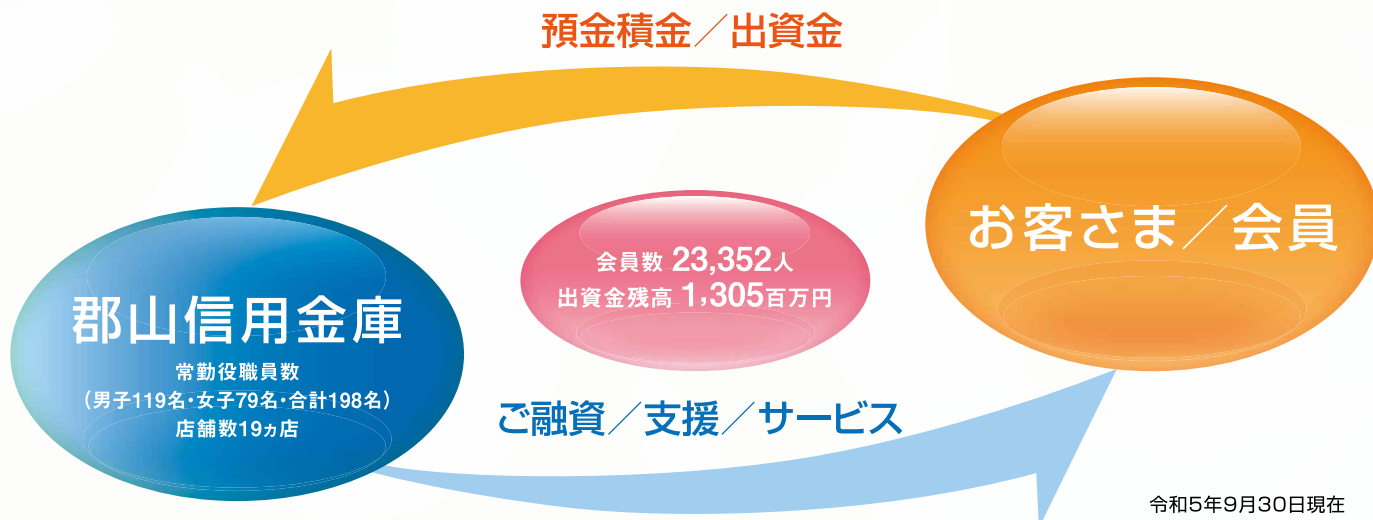 預金積金／出資金
お客さま／会員
会員数 23,352人
出資金残高 1,305百万円
郡山信用金庫
常勤役職員数
（男子119名・女子79名・合計198名）
店舗数19ヵ店
ご融資／支援／サービス
令和5年9月30日現在